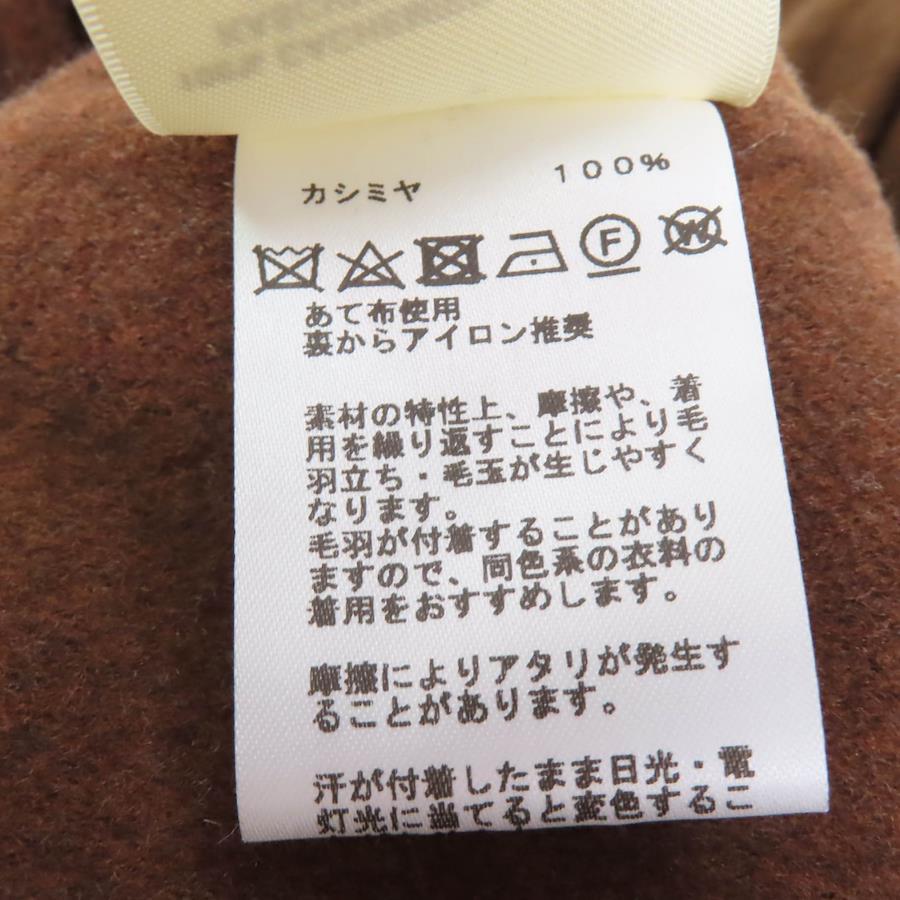 カシミヤ 100%
F W
あて布使用
裏からアイロン推奨
素材の特性上、摩擦や、着
用を繰り返すことにより毛
羽立ち・毛玉が生じやすく
なります。
毛羽が付着することがあり
ますので、同色系の衣料の
着用をおすすめします。
摩擦によりアタリが発生す
ることがあります。
汗が付着したまま日光・電
灯光に当てると変色するこ